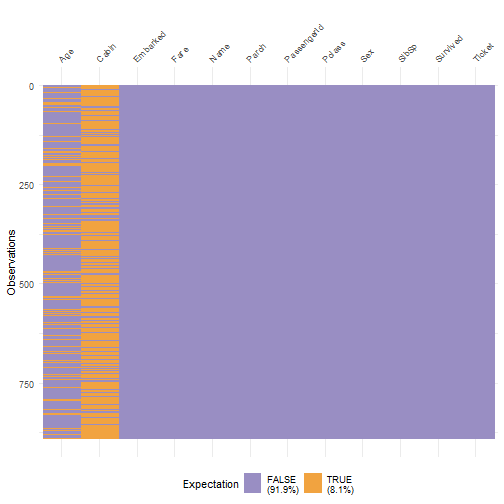 Age
Cabin
Embarked
Fare
Name
Parch
PassengerId
Pclass
Sex
SibSp
Survived
Ticket
0
250
500
750
Observations
Expectation
FALSE
(91.9%)
TRUE
(8.1%)